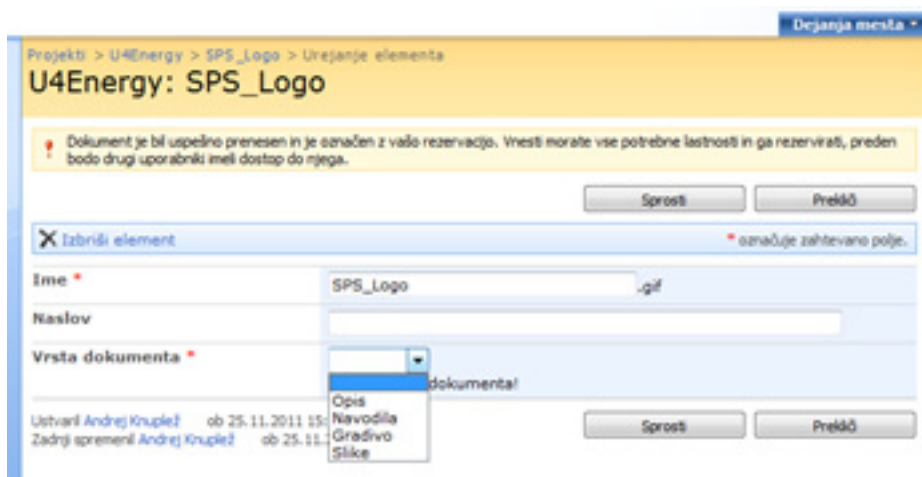 Dejanja mesta
Projekti > U4Energy > SPS_Logo > Urejanje elementa
U4Energy: SPS_Logo
Dokument je bil uspešno prenesen in je označen z vašo rezervacijo. Vnesti morate vse potrebne lastnosti in ga rezervirati, preden
bodo drugi uporabniki imeli dostop do njega.
Sprosti Prekliči
Izbriši element * označuje zahtevano polje.
Ime * SPS_Logo .gif
Naslov
Vrsta dokumenta *
dokumenta!
Opis
Ustvaril Andrej Knuplež ob 25.11.2011 15: Navodila Sprosti Prekliči
Zadnji spremenil Andrej Knuplež ob 25.11. Gradivo
Slike